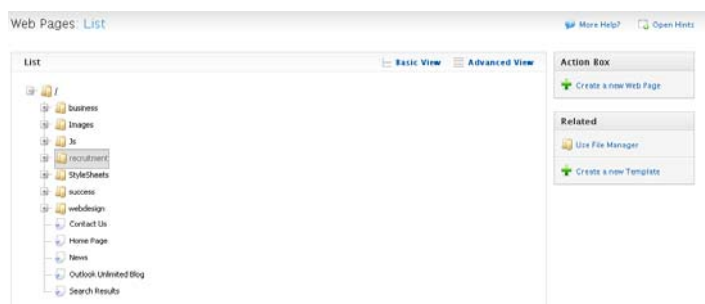 Web Pages: List
More Help?
Open Hints
List
Basic View
Advanced View
/
business
Images
Js
recruitment
StyleSheets
success
webdesign
Contact Us
Home Page
News
Outlook Unlimited Blog
Search Results
Action Box
Create a new Web Page
Related
Use File Manager
Create a new Template